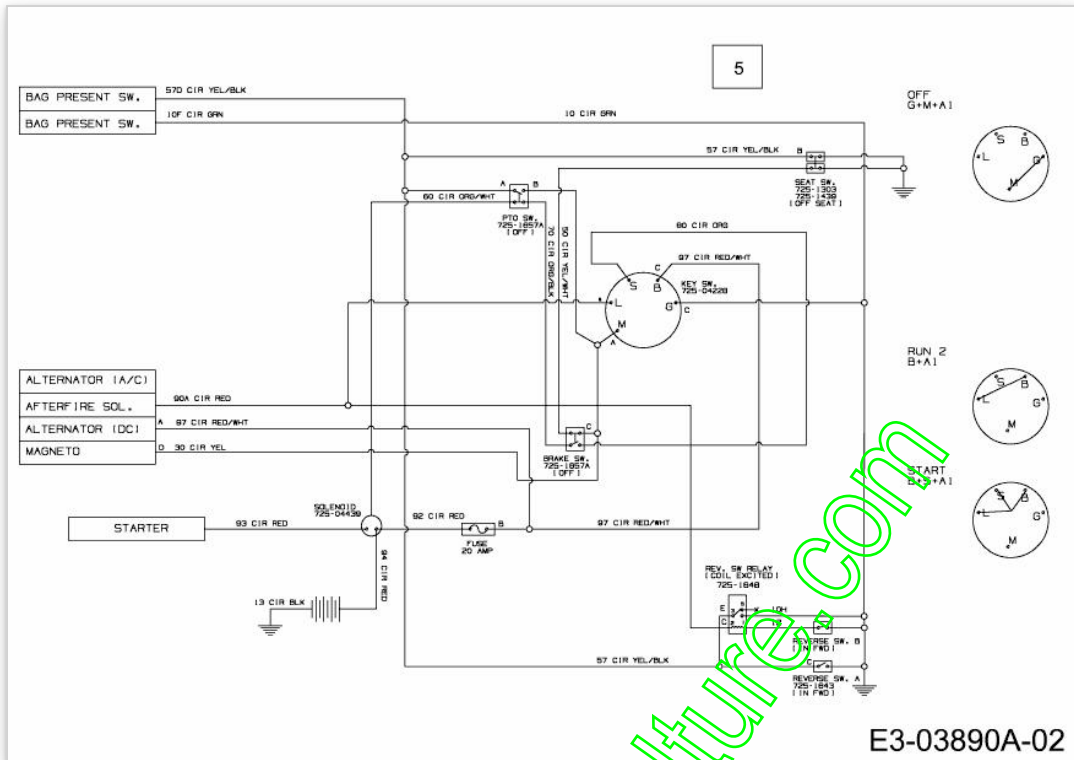 5
BAG PRESENT SW.
57D CIR YEL/BLK
BAG PRESENT SW.
10F CIR GRN
10 CIR GRN
OFF
G+M+A1
S B
L G
M
57 CIR YEL/BLK
B
SEAT SW.
725-1303
725-1439
(OFF SEAT)
A B
60 CIR ORG/WHT
PTO SW.
725-1657A
(OFF)
70 CIR ORG/BLK
50 CIR YEL/WHT
80 CIR ORG
97 CIR RED/WHT
C
S B
KEY SW.
725-04228
L G
C
M
A
RUN 2
B+A1
S B
L G
M
ALTERNATOR (A/C)
AFTERFIRE SOL.
90A CIR RED
ALTERNATOR (DC)
A 97 CIR RED/WHT
MAGNETO
D 30 CIR YEL
C
BRAKE SW.
725-1657A
(OFF)
START
B+S+A1
S B
L G
M
SOLENOID
725-04439
STARTER
93 CIR RED
92 CIR RED
B
97 CIR RED/WHT
FUSE
20 AMP
94 CIR RED
13 CIR BLK
REV. SW RELAY
(COIL EXCITED)
725-1648
E
C
10H
REVERSE SW. B
(IN FWD)
57 CIR YEL/BLK
C
REVERSE SW. A
725-1643
(IN FWD)
lture.com
E3-03890A-02